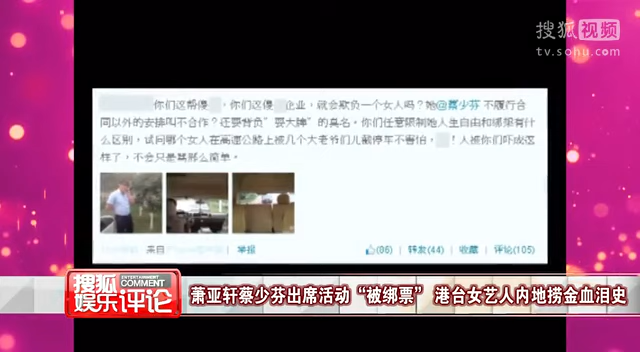 搜狐视频
tv.sohu.com
你们这帮傻 ，你们这傻 企业，就会欺负一个女人吗？她@蔡少芬 不履行合
同以外的安排叫不合作？还要背负“耍大牌”的臭名。你们任意限制她人生自由和绑架有什
么区别，试问哪个女人在高速公路上被几个大老爷们儿截停车不害怕， ！人被你们吓成这
样了，不会只是骂那么简单。
来自 举报
(86) 转发(44) 收藏 评论(105)
搜狐 ENTERTAINMENT COMMENT
娱乐评论
萧亚轩蔡少芬出席活动“被绑票” 港台女艺人内地捞金血泪史